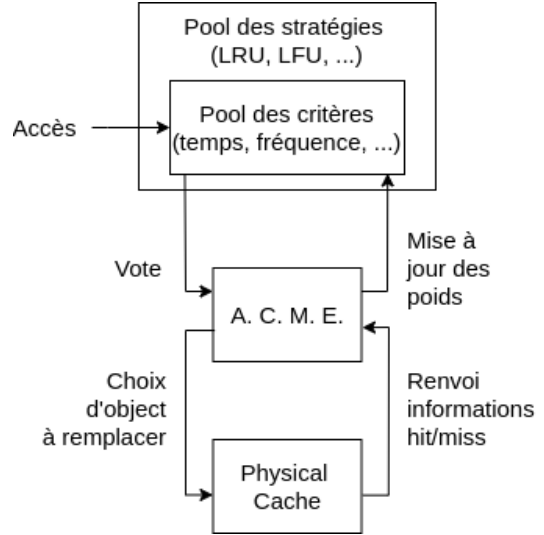 Pool des stratégies
(LRU, LFU, ...)
Pool des critères
(temps, fréquence, ...)
Accès
Vote
Mise à
jour des
poids
A. C. M. E.
Choix
d'object
à remplacer
Renvoi
informations
hit/miss
Physical
Cache